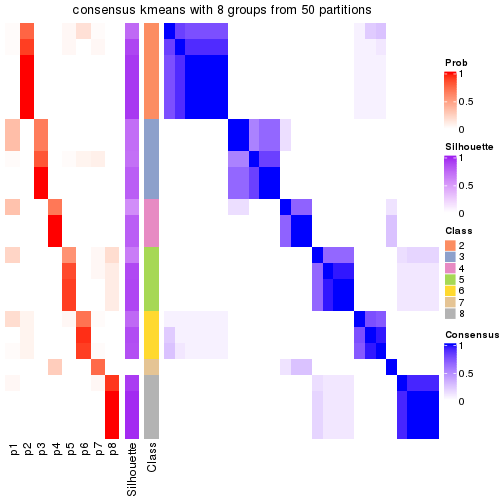 consensus kmeans with 8 groups from 50 partitions
Prob
1
0.5
0
Silhouette
1
0.5
0
Class
2
3
4
5
6
7
8
Consensus
1
0.5
0
p1
p2
p3
p4
p5
p6
p7
p8
Silhouette
Class